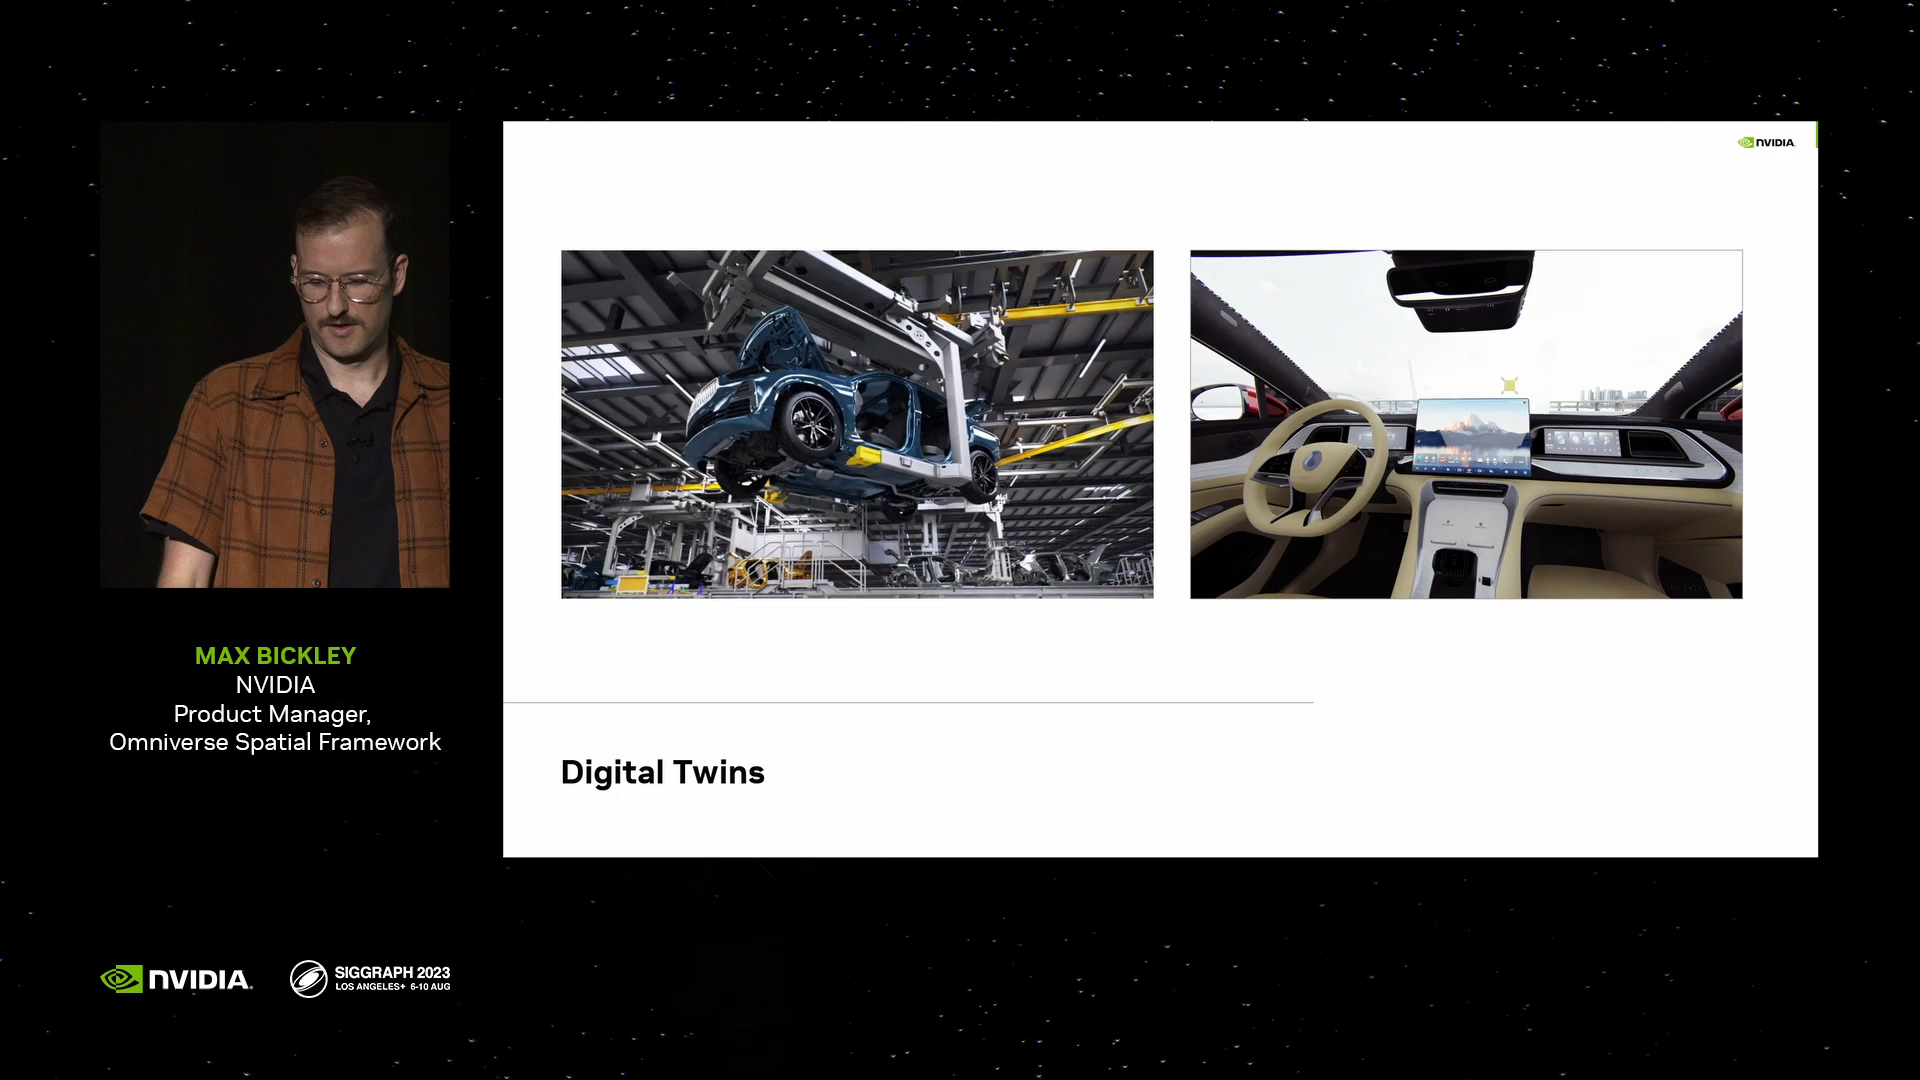 NVIDIA
MAX BICKLEY
NVIDIA
Product Manager,
Omniverse Spatial Framework
Digital Twins
NVIDIA
SIGGRAPH 2023
LOS ANGELES+ 6-10 AUG